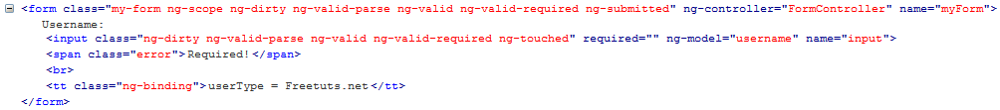 <form class="my-form ng-scope ng-dirty ng-valid-parse ng-valid ng-valid-required ng-submitted" ng-controller="FormController" name="myForm">
Username:
<input class="ng-dirty ng-valid-parse ng-valid ng-valid-required ng-touched" required="" ng-model="username" name="input">
<span class="error">Required!</span>
<br>
<tt class="ng-binding">userType = Freetuts.net</tt>
</form>